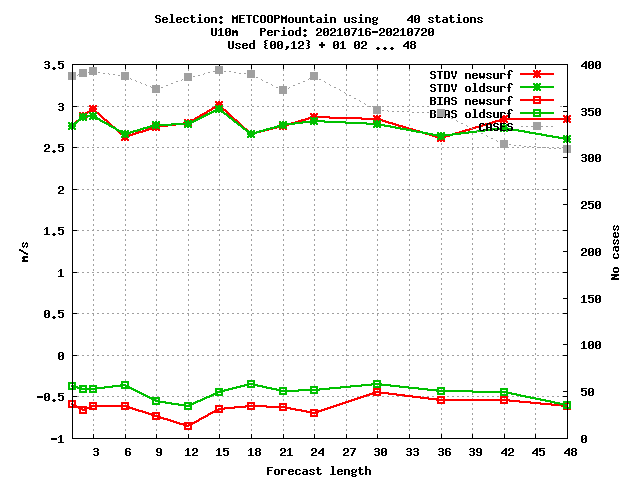 Selection: METCOOPMountain using    40 stations
U10m   Period: 20210716-20210720
Used {00,12} + 01 02 ... 48
STDV newsurf
STDV oldsurf
BIAS newsurf
BIAS oldsurf
CASES
3.5
3
2.5
2
1.5
1
0.5
0
-0.5
-1
m/s
400
350
300
250
200
150
100
50
0
No cases
3 6 9 12 15 18 21 24 27 30 33 36 39 42 45 48
Forecast length